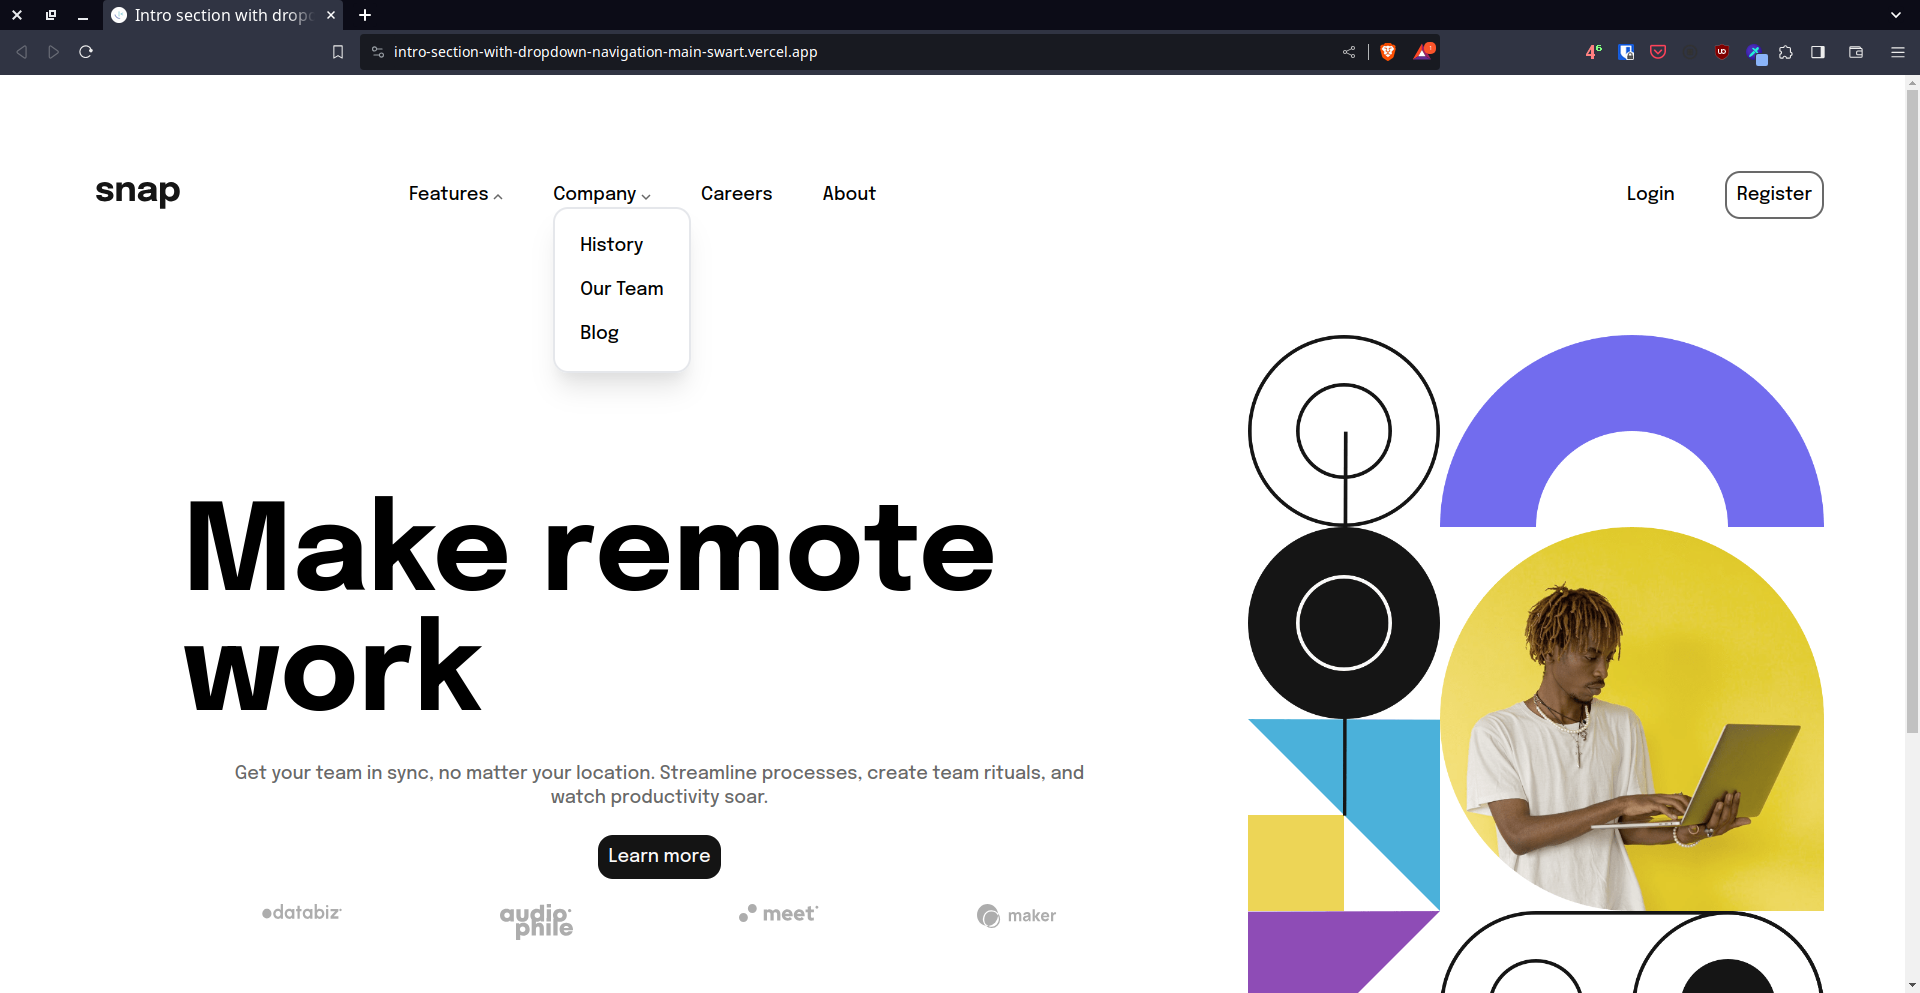 Intro section with drop
intro-section-with-dropdown-navigation-main-swart.vercel.app
snap
Features
Company
Careers
About
Login
Register
History
Our Team
Blog
Make remote
work
Get your team in sync, no matter your location. Streamline processes, create team rituals, and
watch productivity soar.
Learn more
databiz
audio
phile
meet
maker